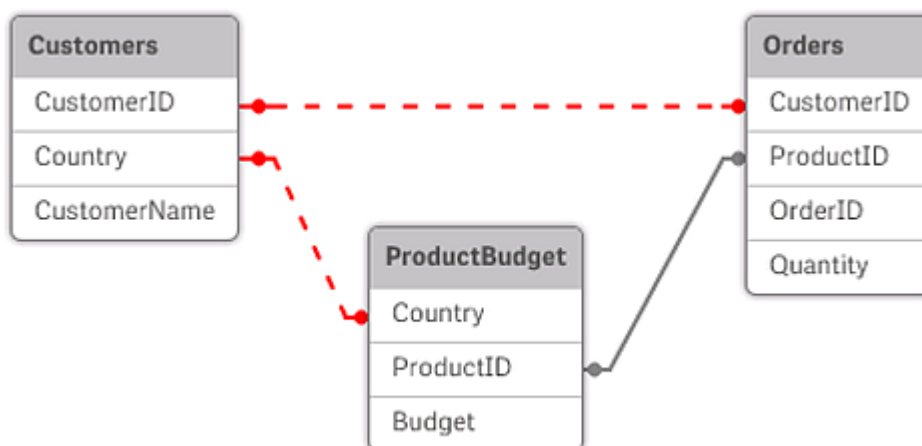 Customers
CustomerID
Country
CustomerName
ProductBudget
Country
ProductID
Budget
Orders
CustomerID
ProductID
OrderID
Quantity